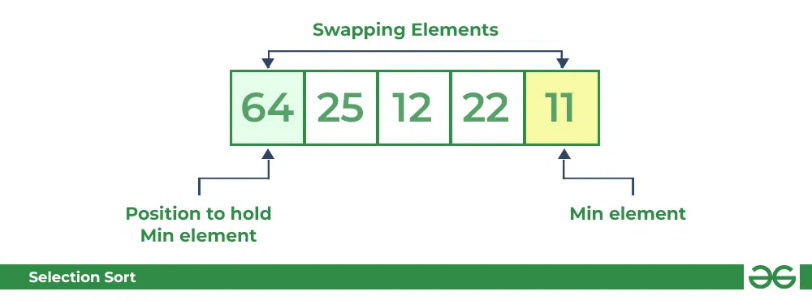 Swapping Elements
64 25 12 22 11
Position to hold
Min element
Min element
Selection Sort